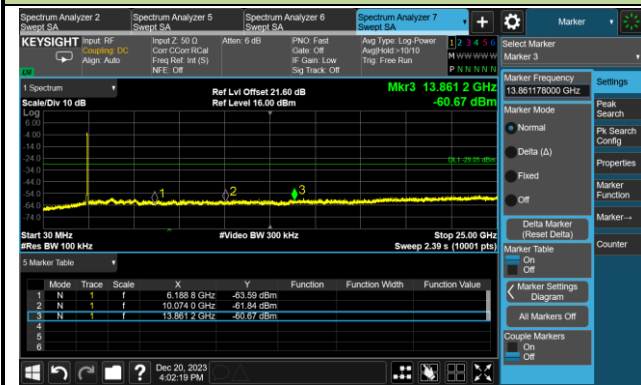 Spectrum Analyzer 2
Swept SA
Spectrum Analyzer 5
Swept SA
Spectrum Analyzer 6
Swept SA
Spectrum Analyzer 7
Swept SA
+
Marker
KEYSIGHT
Input: RF
Coupling: DC
Align: Auto
Input Z: 50 Ω
Corr CCorr RCal
Freq Ref: Int (S)
NFE: Off
Atten: 6 dB
PNO: Fast
Gate: Off
IF Gain: Low
Sig Track: Off
Avg Type: Log-Power
Avg|Hold:>10/10
Trig: Free Run
1 2 3 4 5 6
M W W W W W
P N N N N N
LV
Select Marker
Marker 3
1 Spectrum
Scale/Div 10 dB
Ref Lvl Offset 21.60 dB
Ref Level 16.00 dBm
Mkr3 13.861 2 GHz
-60.67 dBm
Log
6.00
-4.00
-14.0
-24.0
-34.0
-44.0
-54.0
-64.0
-74.0
DL1 -29.05 dBm
1
2
3
Start 30 MHz
#Res BW 100 kHz
#Video BW 300 kHz
Stop 25.00 GHz
Sweep 2.39 s (10001 pts)
5 Marker Table
Mode Trace Scale X Y Function Function Width Function Value
1 N 1 f 6.188 8 GHz -63.59 dBm
2 N 1 f 10.074 0 GHz -61.84 dBm
3 N 1 f 13.861 2 GHz -60.67 dBm
4
5
6
Marker Frequency
13.861178000 GHz
Marker Mode
Normal
Delta (Δ)
Fixed
Off
Delta Marker
(Reset Delta)
Marker Table
On
Off
Marker Settings
Diagram
All Markers Off
Couple Markers
On
Off
Settings
Peak
Search
Pk Search
Config
Properties
Marker
Function
Marker→
Counter
?
Dec 20, 2023
4:02:19 PM